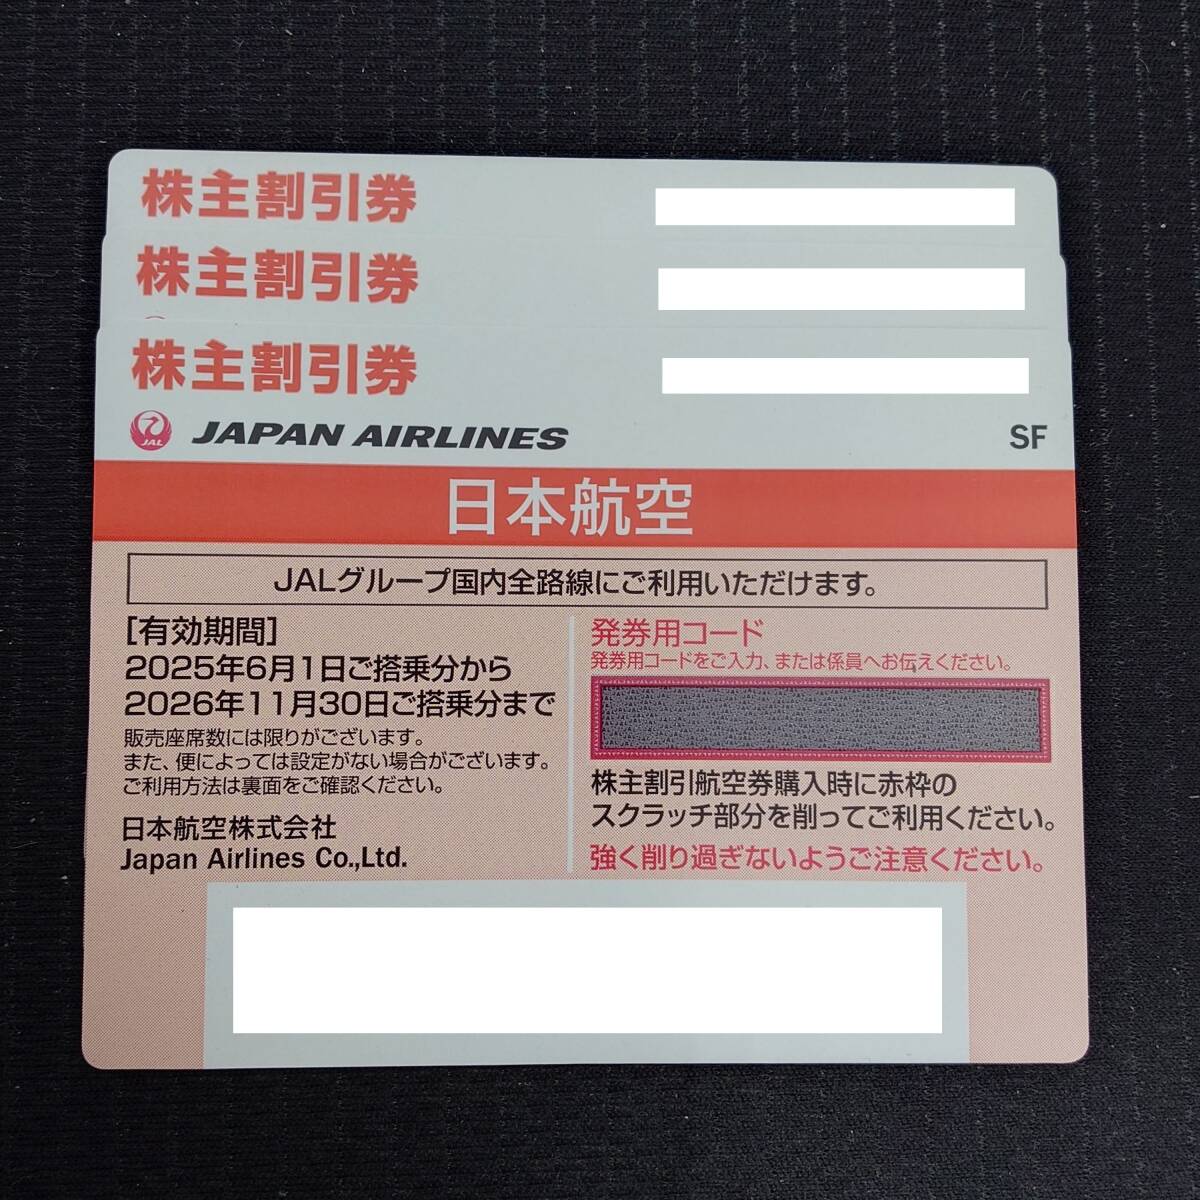 株主割引券
株主割引券
株主割引券
JAL JAPAN AIRLINES
SF
日本航空
JALグループ国内全路線にご利用いただけます。
[有効期間]
2025年6月1日ご搭乗分から
2026年11月30日ご搭乗分まで
販売座席数には限りがございます。
また、便によっては設定がない場合がございます。
ご利用方法は裏面をご確認ください。
日本航空株式会社
Japan Airlines Co.,Ltd.
発券用コード
発券用コードをご入力、または係員へお伝えください。
株主割引航空券購入時に赤枠の
スクラッチ部分を削ってご利用ください。
強く削り過ぎないようご注意ください。